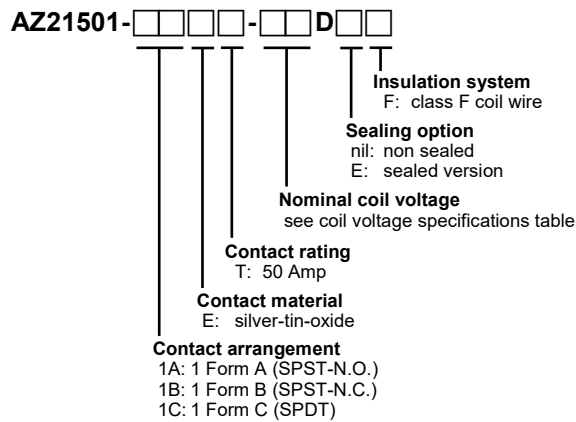 AZ21501-□□□□-□□D□□
Insulation system
F: class F coil wire
Sealing option
nil: non sealed
E: sealed version
Nominal coil voltage
see coil voltage specifications table
Contact rating
T: 50 Amp
Contact material
E: silver-tin-oxide
Contact arrangement
1A: 1 Form A (SPST-N.O.)
1B: 1 Form B (SPST-N.C.)
1C: 1 Form C (SPDT)